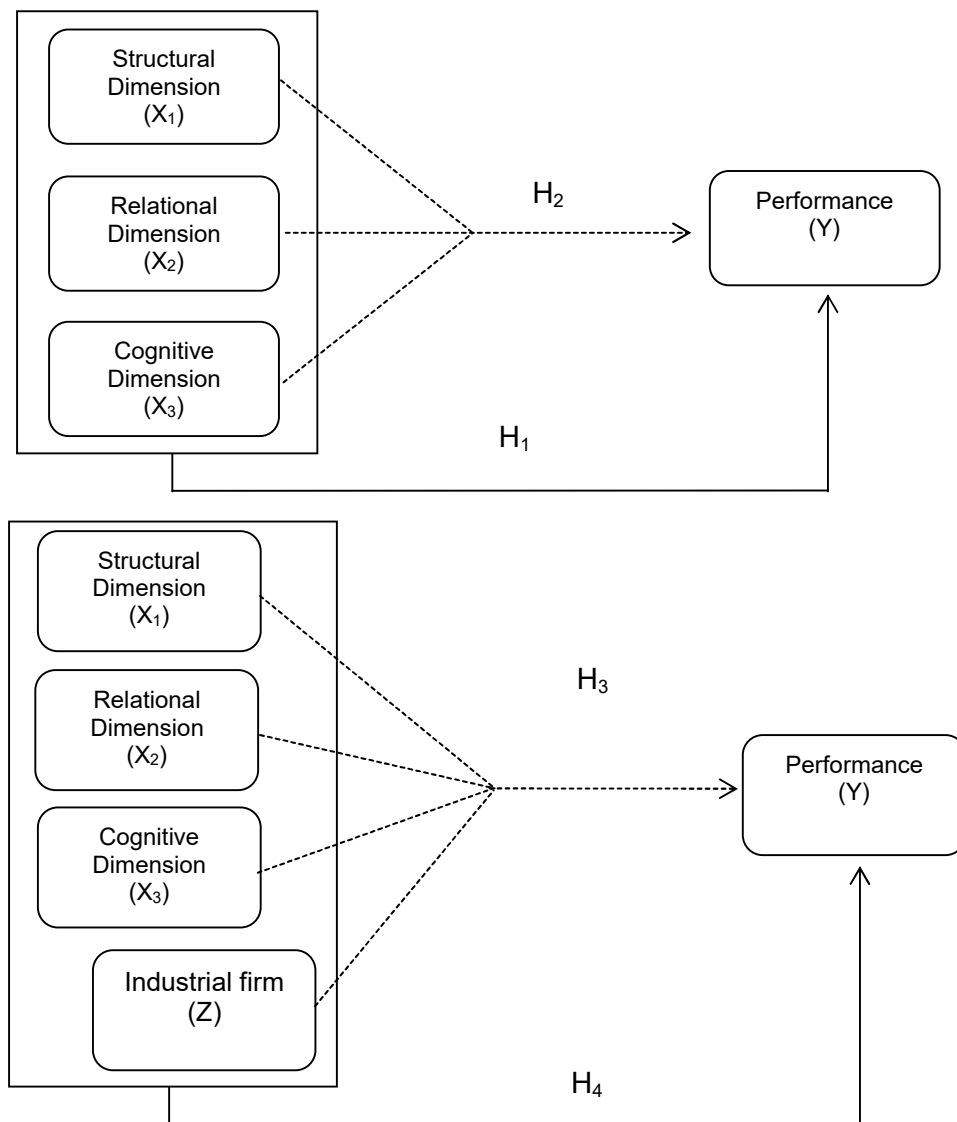 Structural
Dimension
(X₁)
Relational
Dimension
(X₂)
Cognitive
Dimension
(X₃)
H₂
Performance
(Y)
H₁
Structural
Dimension
(X₁)
Relational
Dimension
(X₂)
Cognitive
Dimension
(X₃)
Industrial firm
(Z)
H₃
Performance
(Y)
H₄